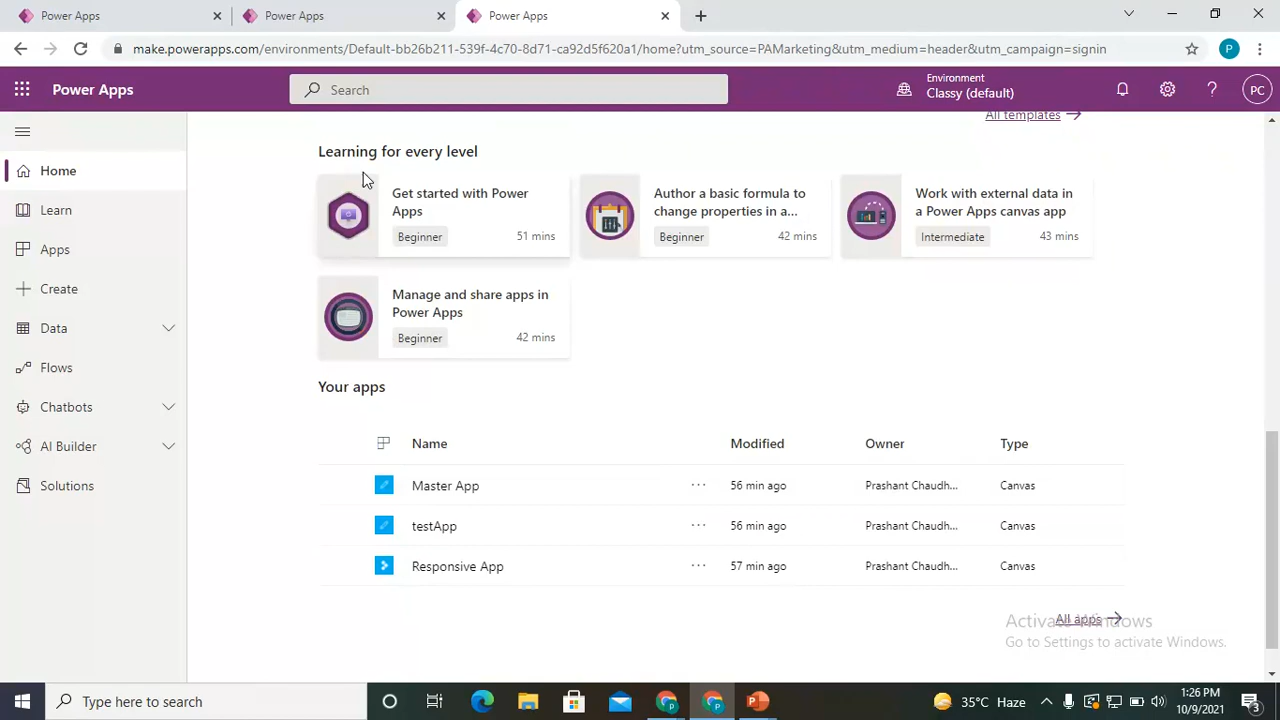 Power Apps
Power Apps
Power Apps
make.powerapps.com/environments/Default-bb26b211-539f-4c70-8d71-ca92d5f620a1/home?utm_source=PAMarketing&utm_medium=header&utm_campaign=signin
P
Power Apps
Search
Environment
Classy (default)
PC
Home
Learn
Apps
Create
Data
Flows
Chatbots
AI Builder
Solutions
All templates
Learning for every level
Get started with Power
Apps
Beginner 51 mins
Author a basic formula to
change properties in a...
Beginner 42 mins
Work with external data in
a Power Apps canvas app
Intermediate 43 mins
Manage and share apps in
Power Apps
Beginner 42 mins
Your apps
Name Modified Owner Type
Master App ... 56 min ago Prashant Chaudh... Canvas
testApp ... 56 min ago Prashant Chaudh... Canvas
Responsive App ... 57 min ago Prashant Chaudh... Canvas
All apps
Activate Windows
Go to Settings to activate Windows.
Type here to search
35°C Haze
1:26 PM
10/9/2021
3